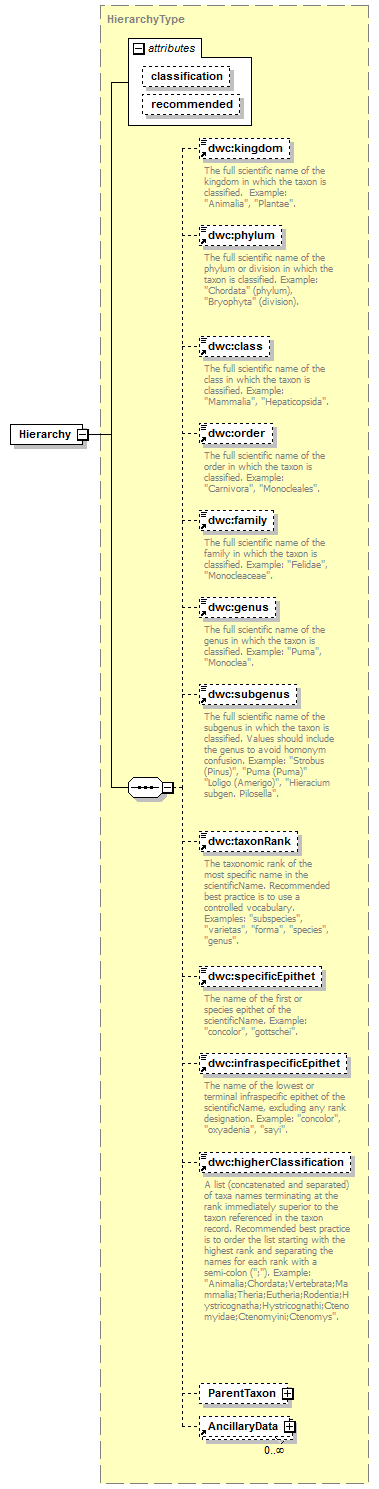 HierarchyType
attributes
classification
recommended
dwc:kingdom
The full scientific name of the
kingdom in which the taxon is
classified.  Example:
"Animalia", "Plantae".
dwc:phylum
The full scientific name of the
phylum or division in which the
taxon is classified. Example:
"Chordata" (phylum),
"Bryophyta" (division).
dwc:class
The full scientific name of the
class in which the taxon is
classified. Example:
"Mammalia", "Hepaticopsida".
Hierarchy
dwc:order
The full scientific name of the
order in which the taxon is
classified. Example:
"Carnivora", "Monocleales".
dwc:family
The full scientific name of the
family in which the taxon is
classified. Example: "Felidae",
"Monocleaceae".
dwc:genus
The full scientific name of the
genus in which the taxon is
classified. Example: "Puma",
"Monoclea".
dwc:subgenus
The full scientific name of the
subgenus in which the taxon is
classified. Values should include
the genus to avoid homonym
confusion. Example: "Strobus
(Pinus)", "Puma (Puma)"
"Loligo (Amerigo)", "Hieracium
subgen. Pilosella".
dwc:taxonRank
The taxonomic rank of the
most specific name in the
scientificName. Recommended
best practice is to use a
controlled vocabulary.
Examples: "subspecies",
"varietas", "forma", "species",
"genus".
dwc:specificEpithet
The name of the first or
species epithet of the
scientificName. Example:
"concolor", "gottschei".
dwc:infraspecificEpithet
The name of the lowest or
terminal infraspecific epithet of the
scientificName, excluding any rank
designation. Example: "concolor",
"oxyadenia", "sayi".
dwc:higherClassification
A list (concatenated and separated)
of taxa names terminating at the
rank immediately superior to the
taxon referenced in the taxon
record. Recommended best practice
is to order the list starting with the
highest rank and separating the
names for each rank with a
semi-colon (";"). Example:
"Animalia;Chordata;Vertebrata;Ma
mmalia;Theria;Eutheria;Rodentia;H
ystricognatha;Hystricognathi;Cteno
myidae;Ctenomyini;Ctenomys".
ParentTaxon
AncillaryData
0..∞